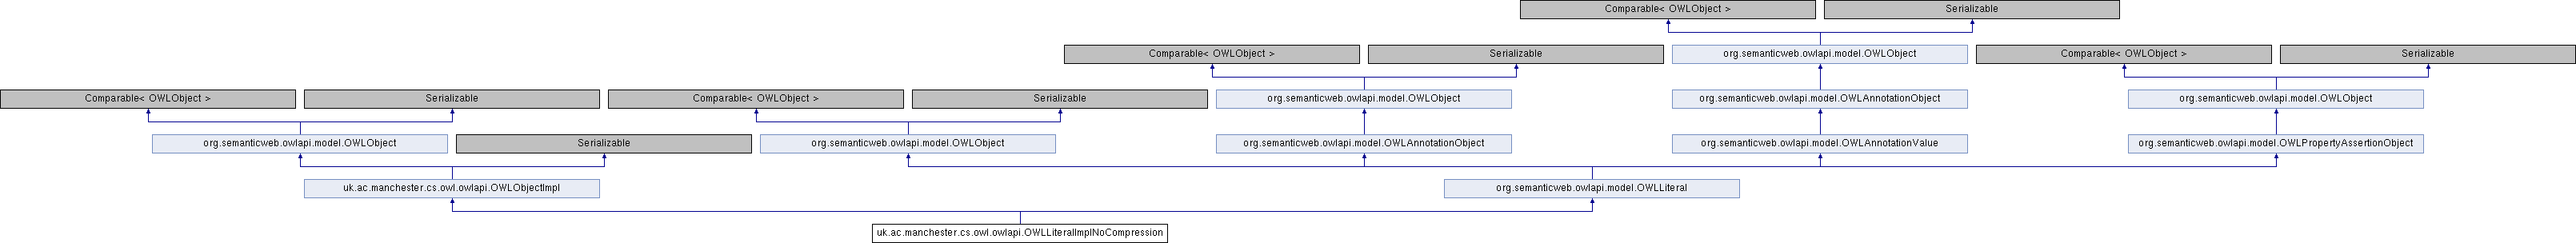 Comparable< OWLObject >
Serializable
Comparable< OWLObject >
Serializable
org.semanticweb.owlapi.model.OWLObject
Comparable< OWLObject >
Serializable
Comparable< OWLObject >
Serializable
Comparable< OWLObject >
Serializable
org.semanticweb.owlapi.model.OWLObject
org.semanticweb.owlapi.model.OWLAnnotationObject
org.semanticweb.owlapi.model.OWLObject
org.semanticweb.owlapi.model.OWLObject
Serializable
org.semanticweb.owlapi.model.OWLObject
org.semanticweb.owlapi.model.OWLAnnotationObject
org.semanticweb.owlapi.model.OWLAnnotationValue
org.semanticweb.owlapi.model.OWLPropertyAssertionObject
uk.ac.manchester.cs.owl.owlapi.OWLObjectImpl
org.semanticweb.owlapi.model.OWLLiteral
uk.ac.manchester.cs.owl.owlapi.OWLLiteralImplNoCompression